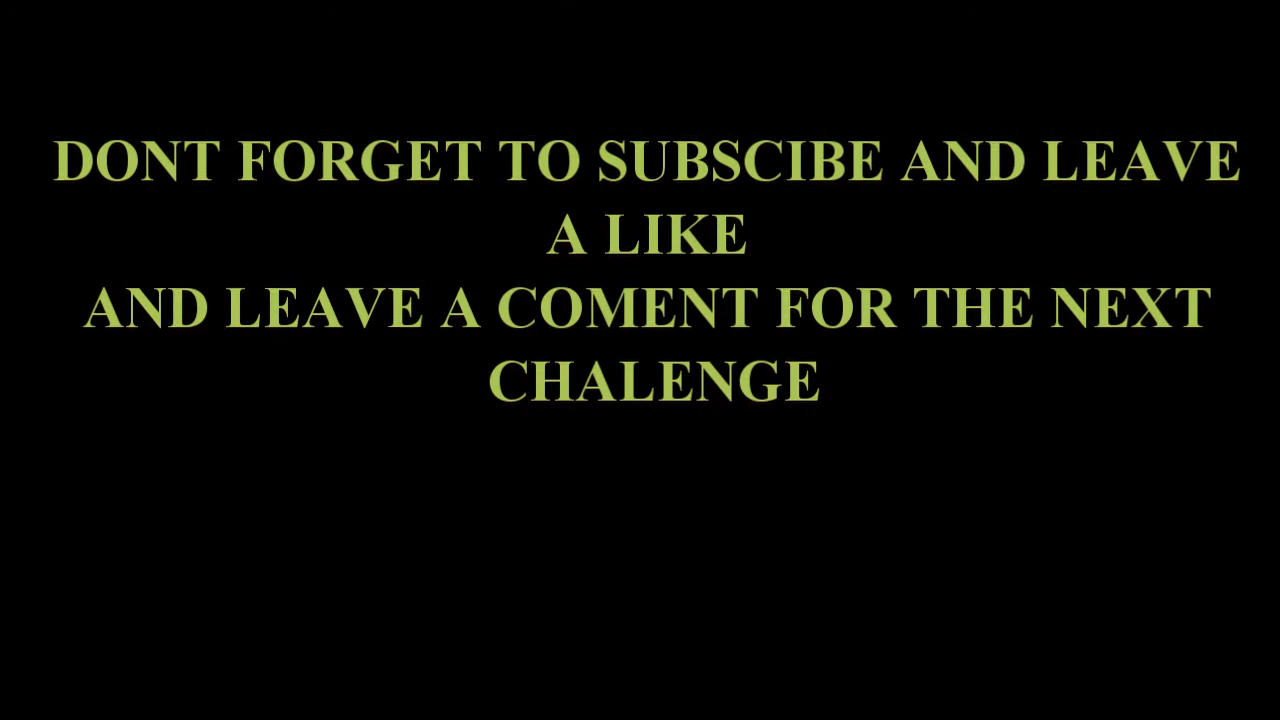 DONT FORGET TO SUBSCIBE AND LEAVE
A LIKE
AND LEAVE A COMENT FOR THE NEXT
CHALENGE